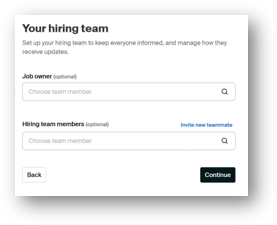 Your hiring team
Set up your hiring team to keep everyone informed, and manage how they
receive updates.
Job owner (optional)
Choose team member
Hiring team members (optional)
Invite new teammate
Choose team member
Back
Continue